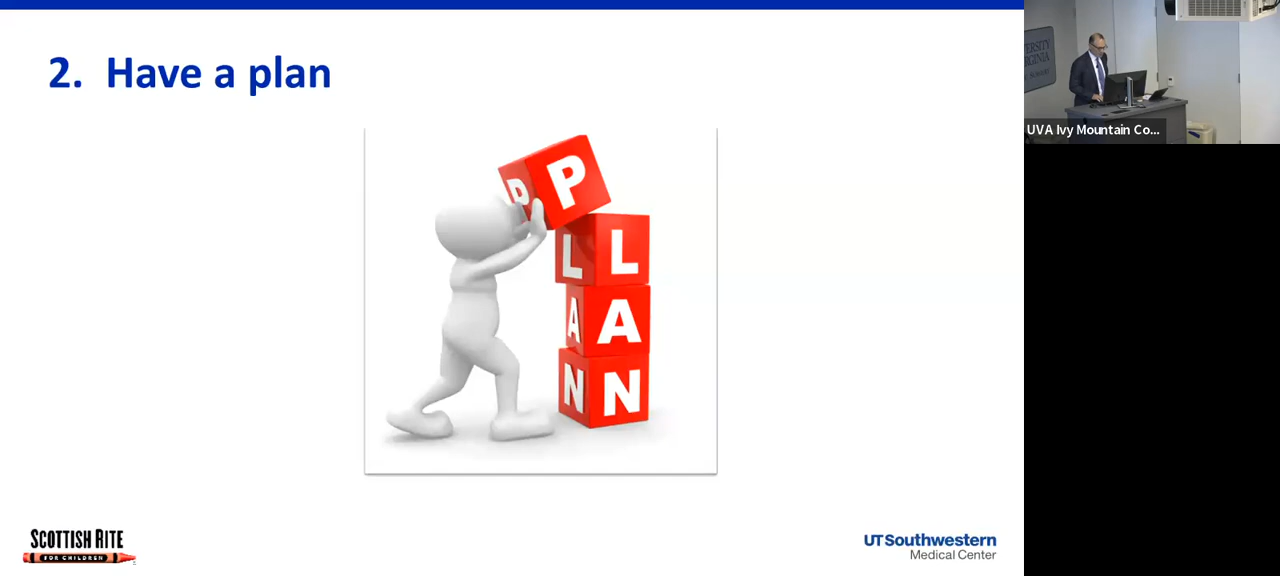 2. Have a plan
P
P
L
L
A
A
N
N
SCOTTISH RITE
FOR CHILDREN
UTSouthwestern
Medical Center
UVA Ivy Mountain Co...